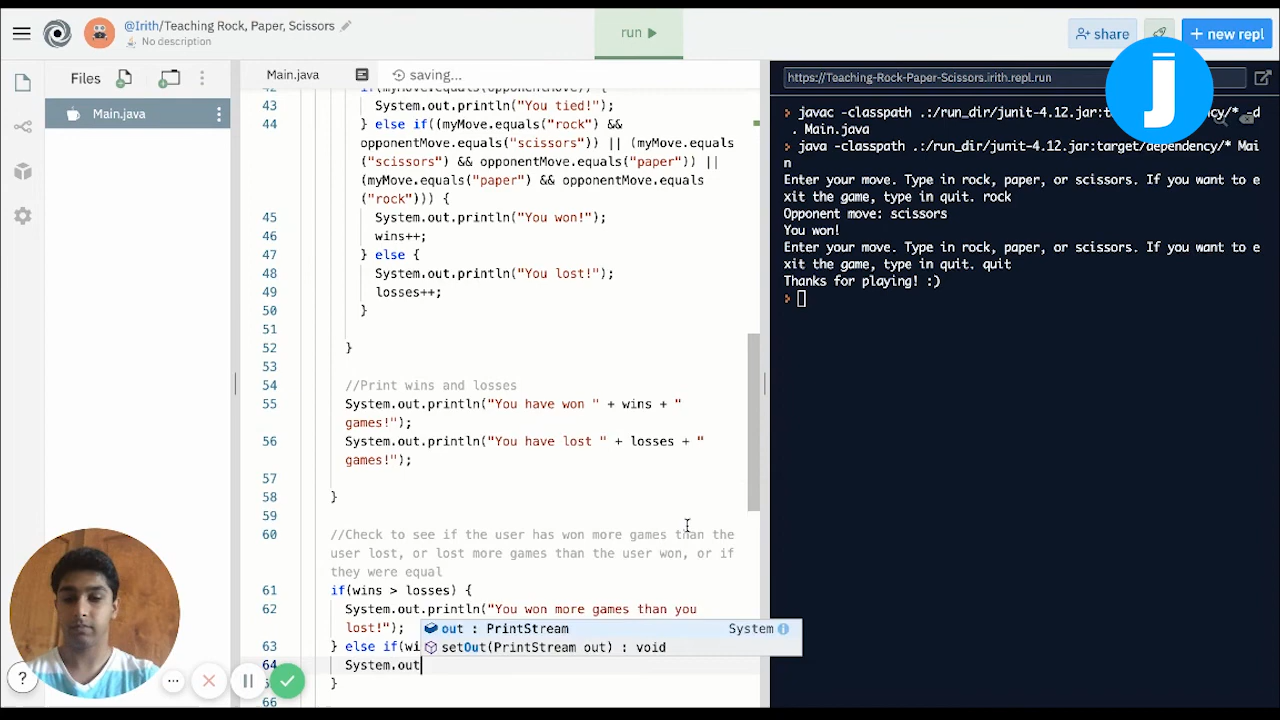 @Irith/Teaching Rock, Paper, Scissors
No description
run
share
+ new repl
Files
Main.java
Main.java
saving...
https://Teaching-Rock-Paper-Scissors.irith.repl.run
J
43 System.out.println("You tied!");
44 } else if((myMove.equals("rock") &&
opponentMove.equals("scissors")) || (myMove.equals
("scissors") && opponentMove.equals("paper")) ||
(myMove.equals("paper") && opponentMove.equals
("rock"))) {
45 System.out.println("You won!");
46 wins++;
47 } else {
48 System.out.println("You lost!");
49 losses++;
50 }
51
52 }
53
54 //Print wins and losses
55 System.out.println("You have won " + wins + "
games!");
56 System.out.println("You have lost " + losses + "
games!");
57
58 }
59
60 //Check to see if the user has won more games than the
user lost, or lost more games than the user won, or if
they were equal
61 if(wins > losses) {
62 System.out.println("You won more games than you
lost!");
63 } else if(wi
64 System.out
}
66
out : PrintStream System
setOut(PrintStream out) : void
javac -classpath .:/run_dir/junit-4.12.jar:
. Main.java
java -classpath .:/run_dir/junit-4.12.jar:target/dependency/* Mai
n
Enter your move. Type in rock, paper, or scissors. If you want to e
xit the game, type in quit. rock
Opponent move: scissors
You won!
Enter your move. Type in rock, paper, or scissors. If you want to e
xit the game, type in quit. quit
Thanks for playing! :)
?